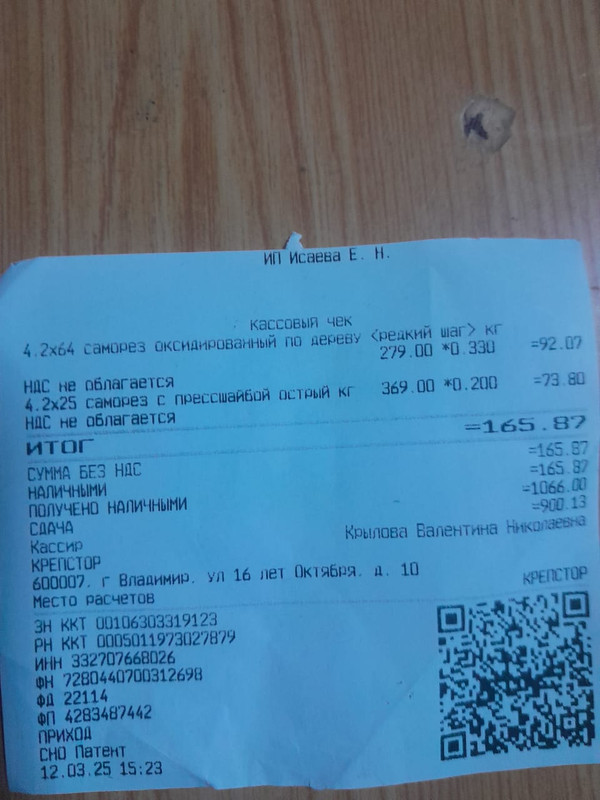 ИП Исаева Е. Н.
Кассовый чек
4.2х64 саморез оксидированный по дереву <редкий шаг> кг
279.00 *0.330 =92.07
НДС не облагается
4.2х25 саморез с прессшайбой острый кг 369.00 *0.200 =73.80
НДС не облагается
ИТОГ =165.87
СУММА БЕЗ НДС =165.87
НАЛИЧНЫМИ =165.87
ПОЛУЧЕНО НАЛИЧНЫМИ =1066.00
СДАЧА =900.13
Кассир Крылова Валентина Николаевна
КРЕПСТОР
600007. г Владимир. ул 16 лет Октября. д. 10
Место расчетов КРЕПСТОР
ЗН ККТ 00106303319123
РН ККТ 0005011973027879
ИНН 332707668026
ФН 7280440700312698
ФД 22114
ФП 4283487442
ПРИХОД
СНО Патент
12.03.25 15:23